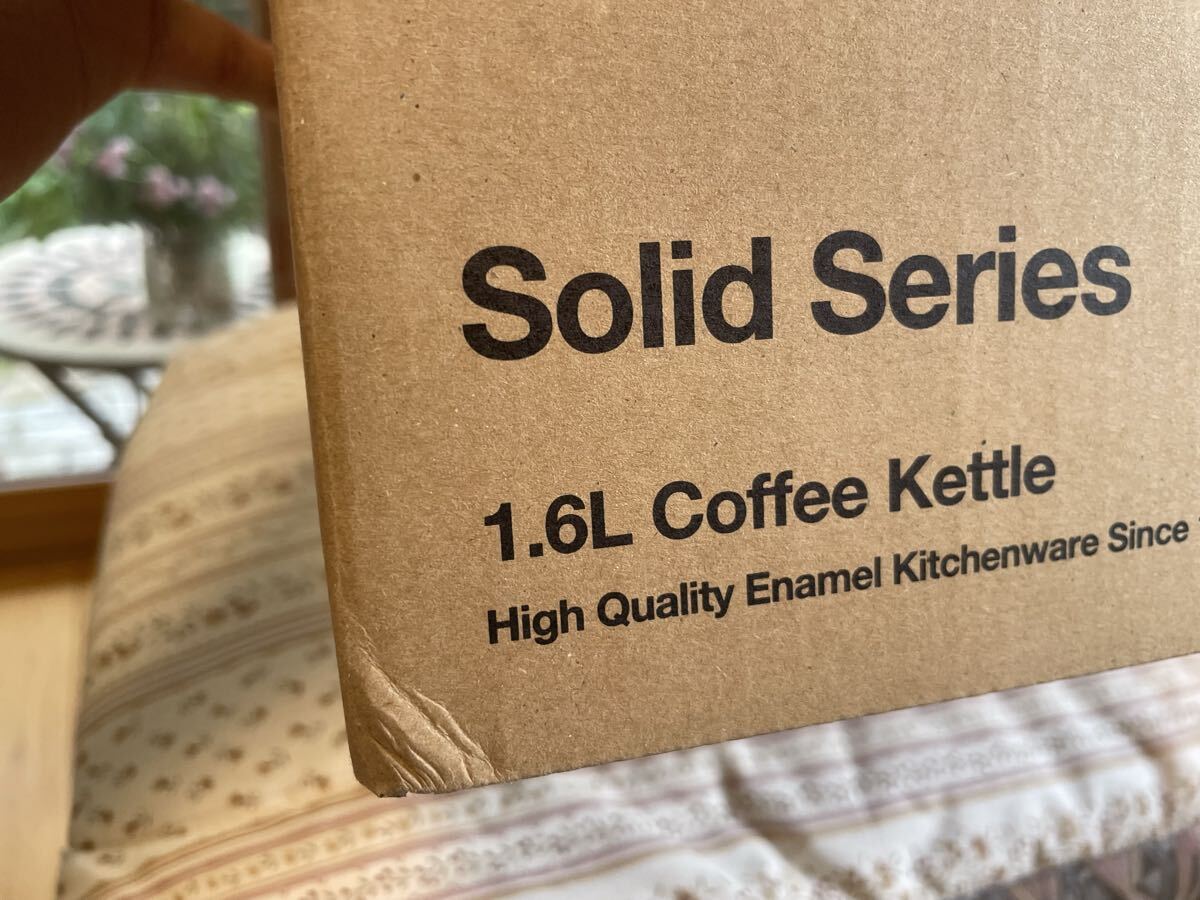 Solid Series
1.6L Coffee Kettle
High Quality Enamel Kitchenware Since